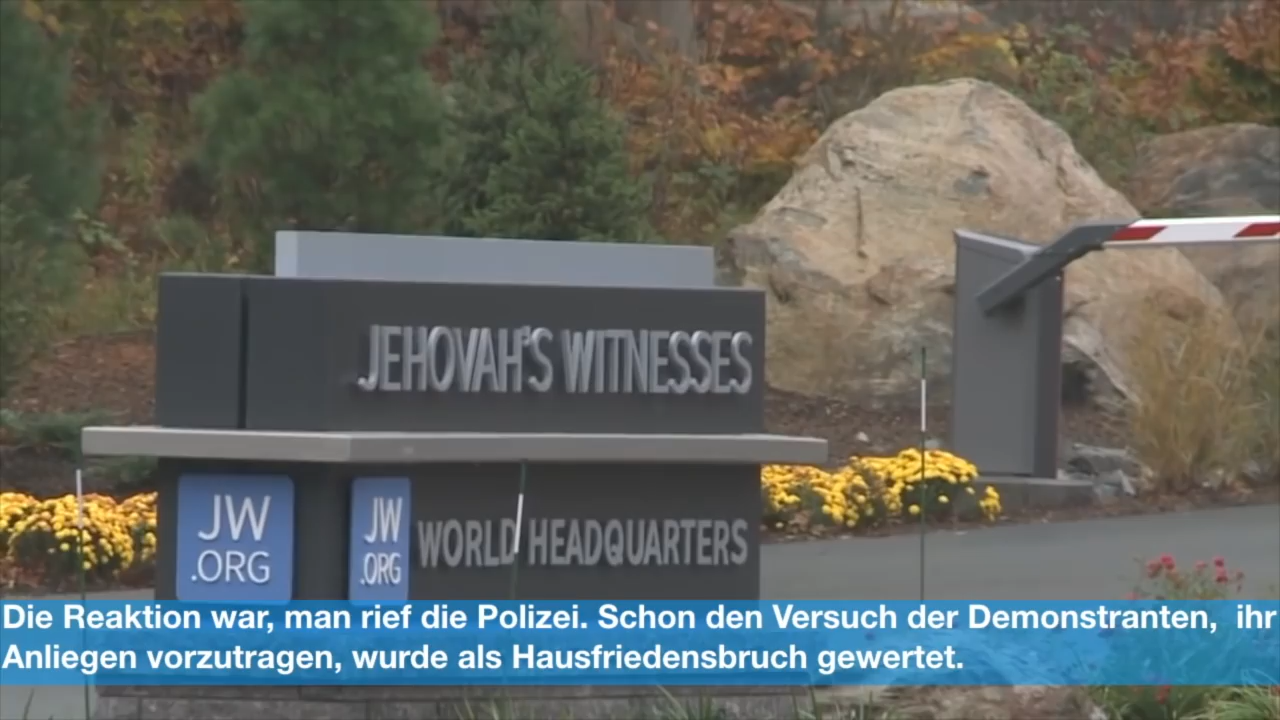 JEHOVAH'S WITNESSES
JW
.ORG
JW
.ORG
WORLD HEADQUARTERS
Die Reaktion war, man rief die Polizei. Schon den Versuch der Demonstranten,  ihr
Anliegen vorzutragen, wurde als Hausfriedensbruch gewertet.